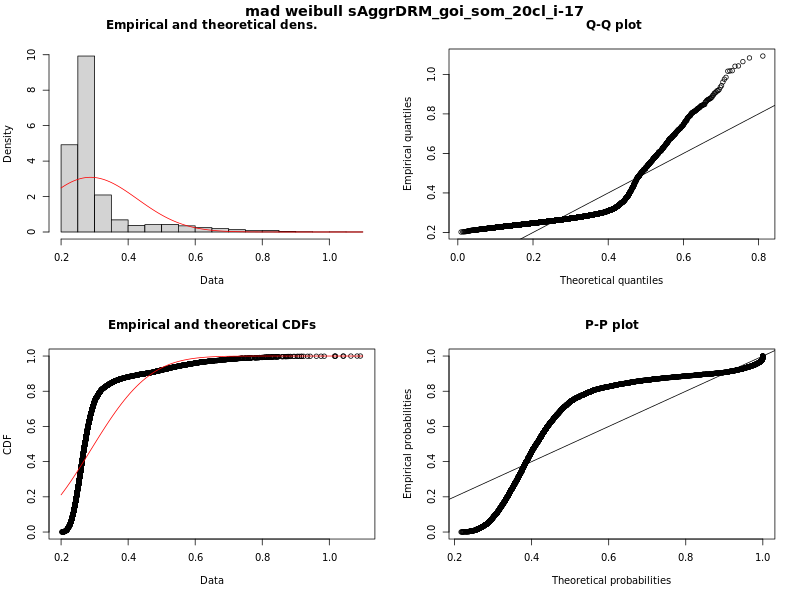 mad weibull sAggrDRM_goi_som_20cl_i-17
Empirical and theoretical dens.
Density
0 2 4 6 8 10
0.2 0.4 0.6 0.8 1.0
Data
Q-Q plot
Empirical quantiles
0.2 0.4 0.6 0.8 1.0
0.0 0.2 0.4 0.6 0.8
Theoretical quantiles
Empirical and theoretical CDFs
CDF
0.0 0.2 0.4 0.6 0.8 1.0
0.2 0.4 0.6 0.8 1.0
Data
P-P plot
Empirical probabilities
0.0 0.2 0.4 0.6 0.8 1.0
0.2 0.4 0.6 0.8 1.0
Theoretical probabilities